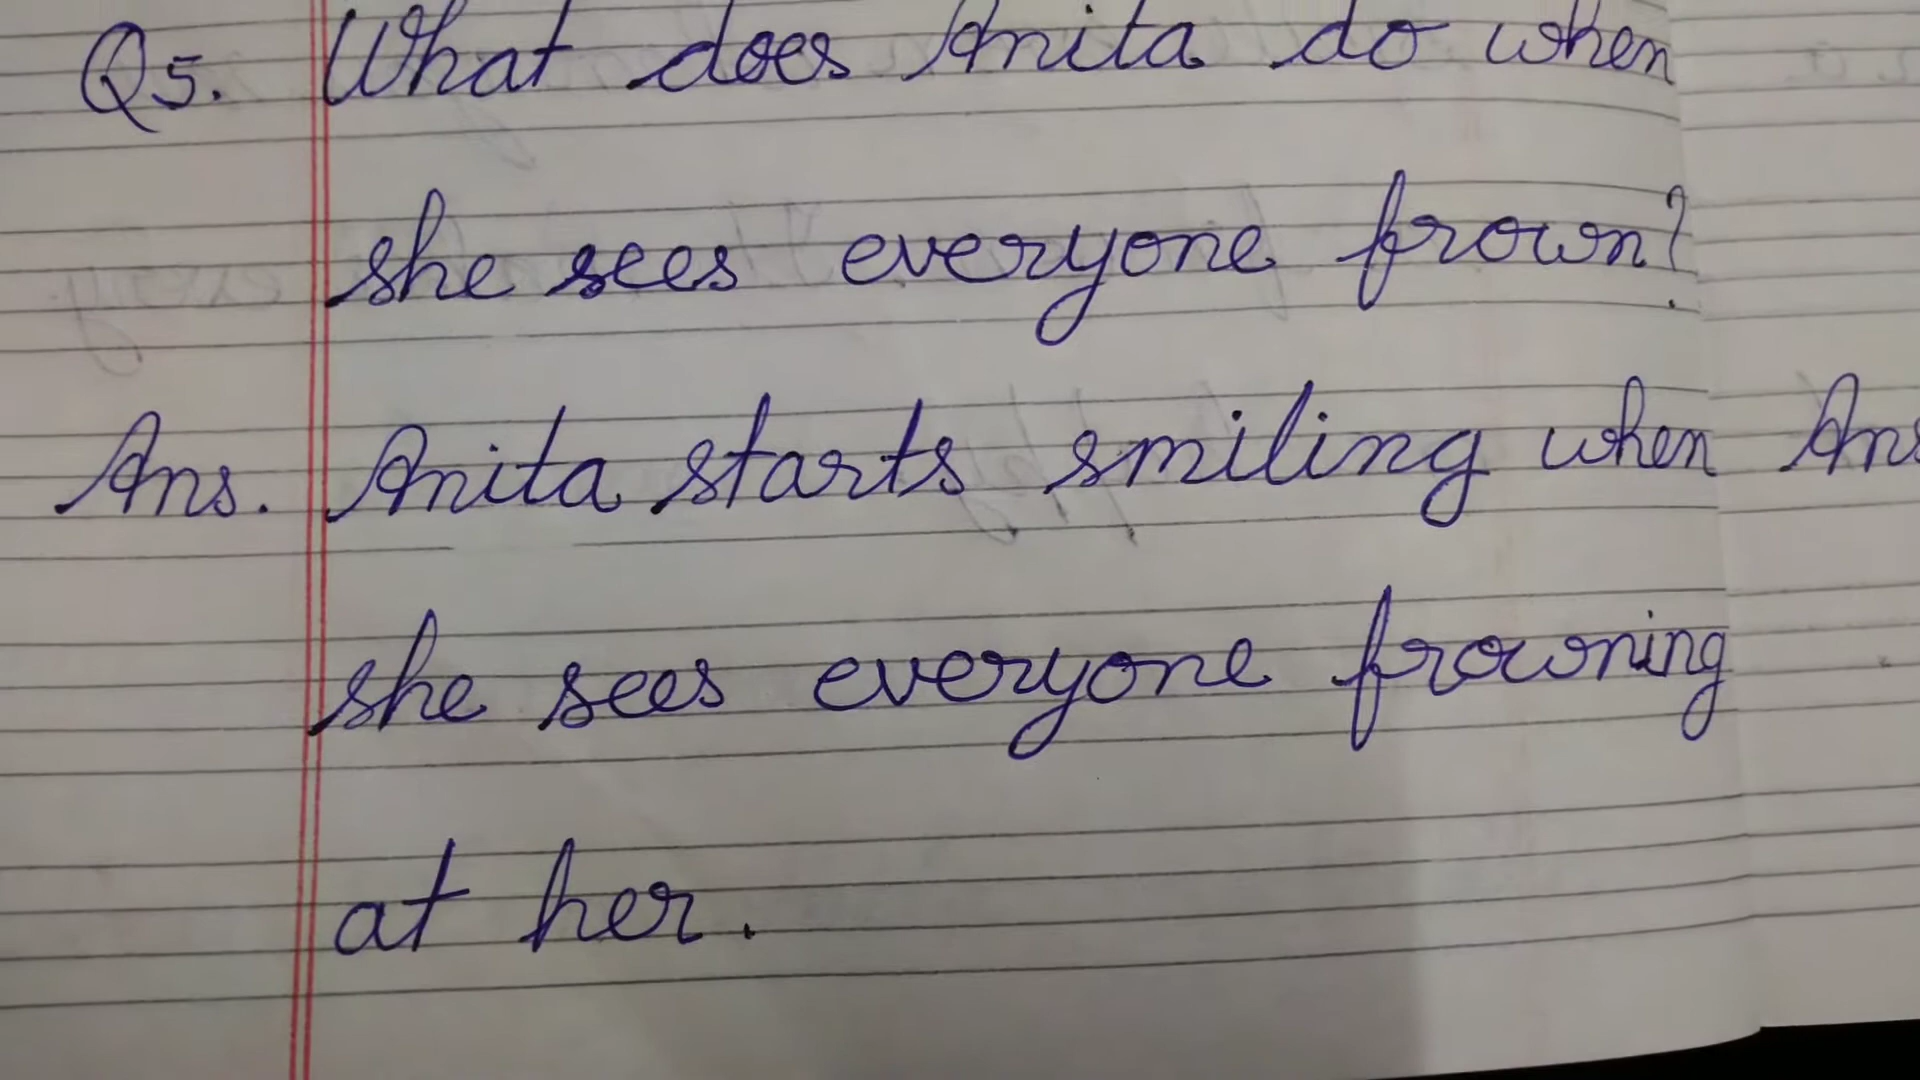 Q5. What does Anita do when
she sees everyone frown?
Ans. Anita starts smiling when
she sees everyone frowning
at her.
Ans